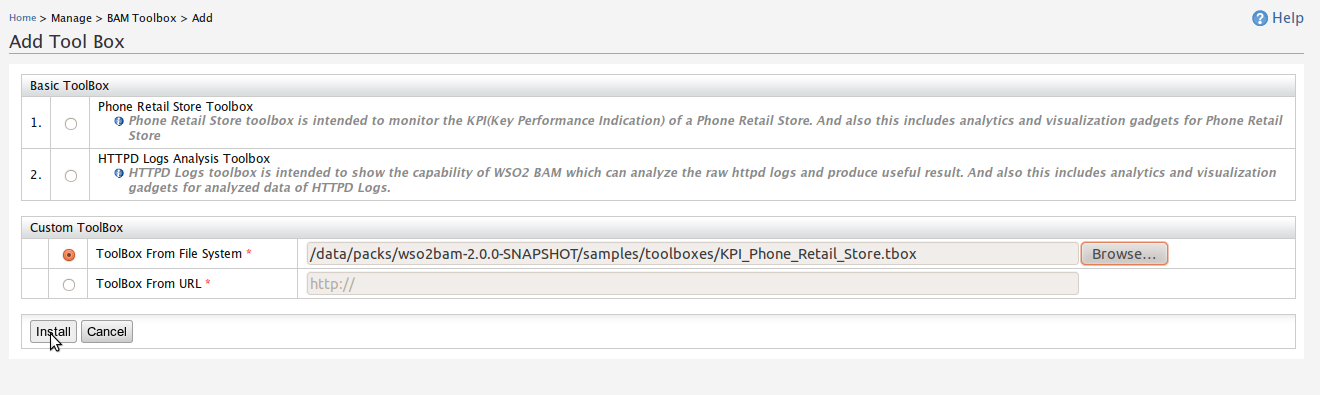 Home > Manage > BAM Toolbox > Add
Help
Add Tool Box
Basic ToolBox
1.
Phone Retail Store Toolbox
Phone Retail Store toolbox is intended to monitor the KPI(Key Performance Indication) of a Phone Retail Store. And also this includes analytics and visualization gadgets for Phone Retail
Store
2.
HTTPD Logs Analysis Toolbox
HTTPD Logs toolbox is intended to show the capability of WSO2 BAM which can analyze the raw httpd logs and produce useful result. And also this includes analytics and visualization
gadgets for analyzed data of HTTPD Logs.
Custom ToolBox
ToolBox From File System * /data/packs/wso2bam-2.0.0-SNAPSHOT/samples/toolboxes/KPI_Phone_Retail_Store.tbox Browse...
ToolBox From URL * http://
Install Cancel